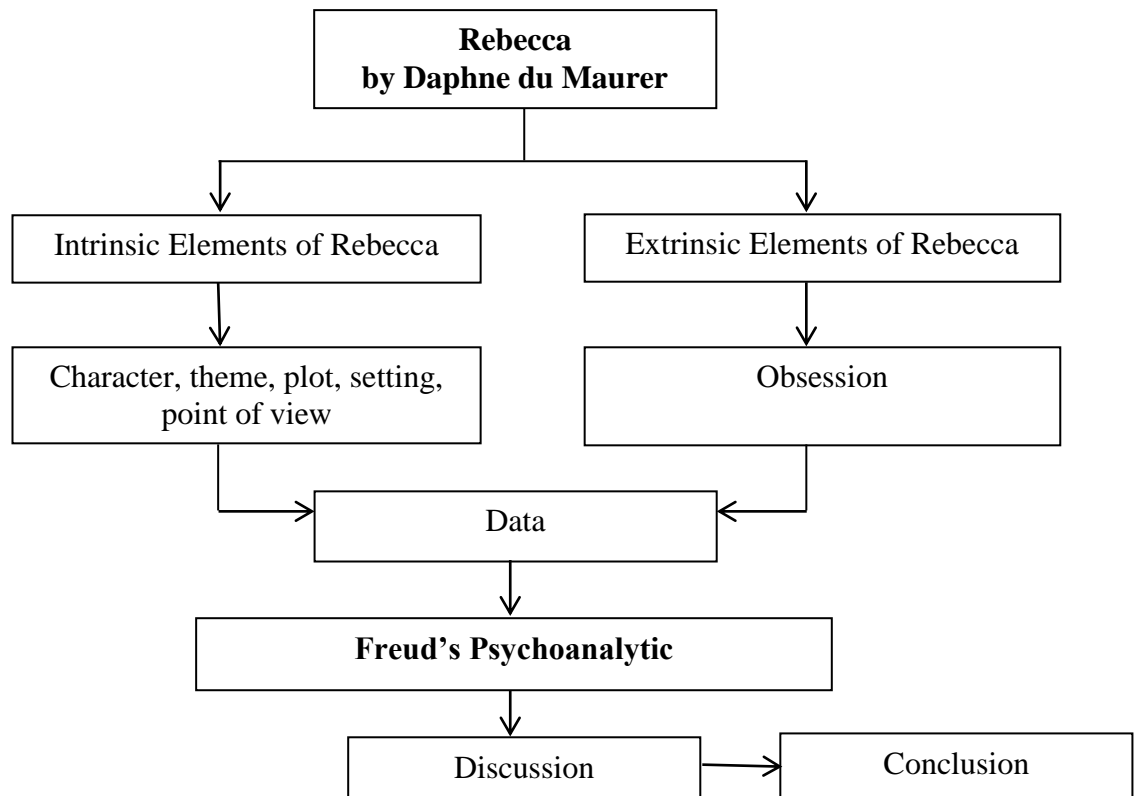 Rebecca
by Daphne du Maurer
Intrinsic Elements of Rebecca
Extrinsic Elements of Rebecca
Character, theme, plot, setting,
point of view
Obsession
Data
Freud’s Psychoanalytic
Discussion
Conclusion